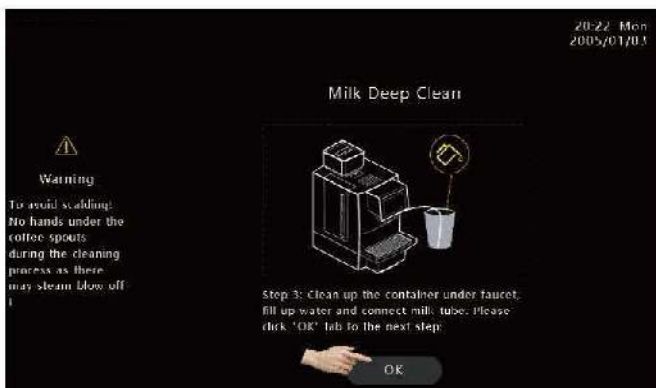 20:22 Mon
2005/01/03
Milk Deep Clean
Warning
To avoid scalding!
No hands under the
coffee spouts
during the cleaning
process as there
may steam blow off
!
Step 3: Clean up the container under faucet,
fill up water and connect milk tube. Please
click "OK" tab to the next step.
OK